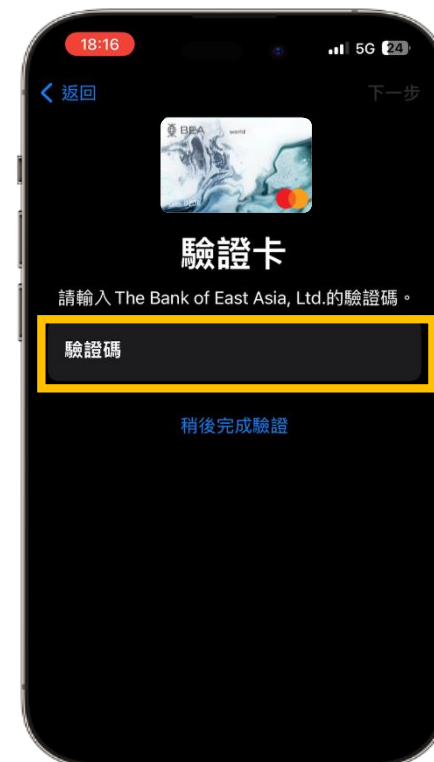 18:16
5G 24
返回
下一步
BEA world
驗證卡
請輸入 The Bank of East Asia, Ltd.的驗證碼。
驗證碼
稍後完成驗證